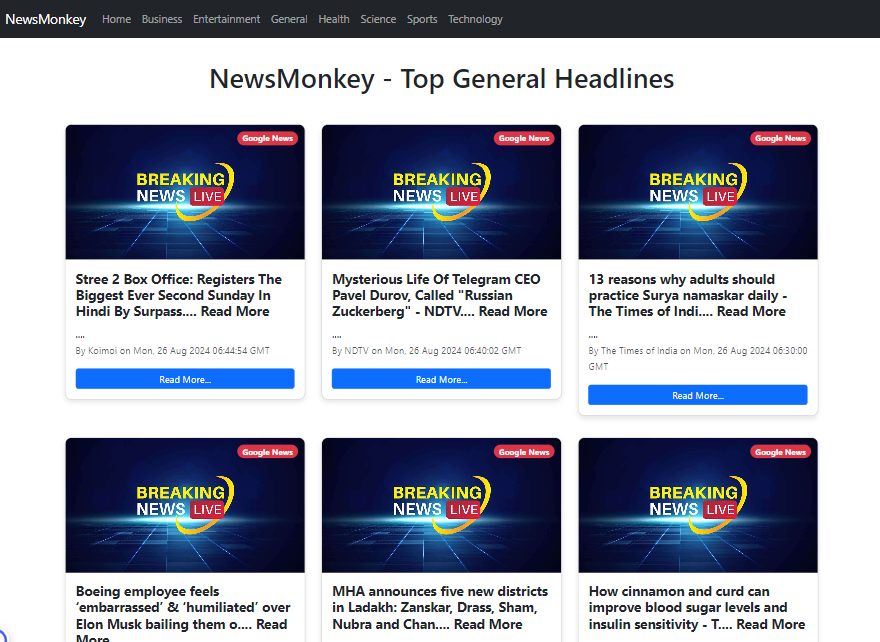 NewsMonkey Home Business Entertainment General Health Science Sports Technology
NewsMonkey - Top General Headlines
Google News
BREAKING
NEWS LIVE
Stree 2 Box Office: Registers The
Biggest Ever Second Sunday In
Hindi By Surpass.... Read More
....
By Koimoi on Mon, 26 Aug 2024 06:44:54 GMT
Read More...
Google News
BREAKING
NEWS LIVE
Mysterious Life Of Telegram CEO
Pavel Durov, Called "Russian
Zuckerberg" - NDTV.... Read More
....
By NDTV on Mon, 26 Aug 2024 06:40:02 GMT
Read More...
Google News
BREAKING
NEWS LIVE
13 reasons why adults should
practice Surya namaskar daily -
The Times of Indi.... Read More
....
By The Times of India on Mon, 26 Aug 2024 06:30:00
GMT
Read More...
Google News
BREAKING
NEWS LIVE
Boeing employee feels
‘embarrassed’ & ‘humiliated’ over
Elon Musk bailing them o.... Read
More
Google News
BREAKING
NEWS LIVE
MHA announces five new districts
in Ladakh: Zanskar, Drass, Sham,
Nubra and Chan.... Read More
Google News
BREAKING
NEWS LIVE
How cinnamon and curd can
improve blood sugar levels and
insulin sensitivity - T.... Read More